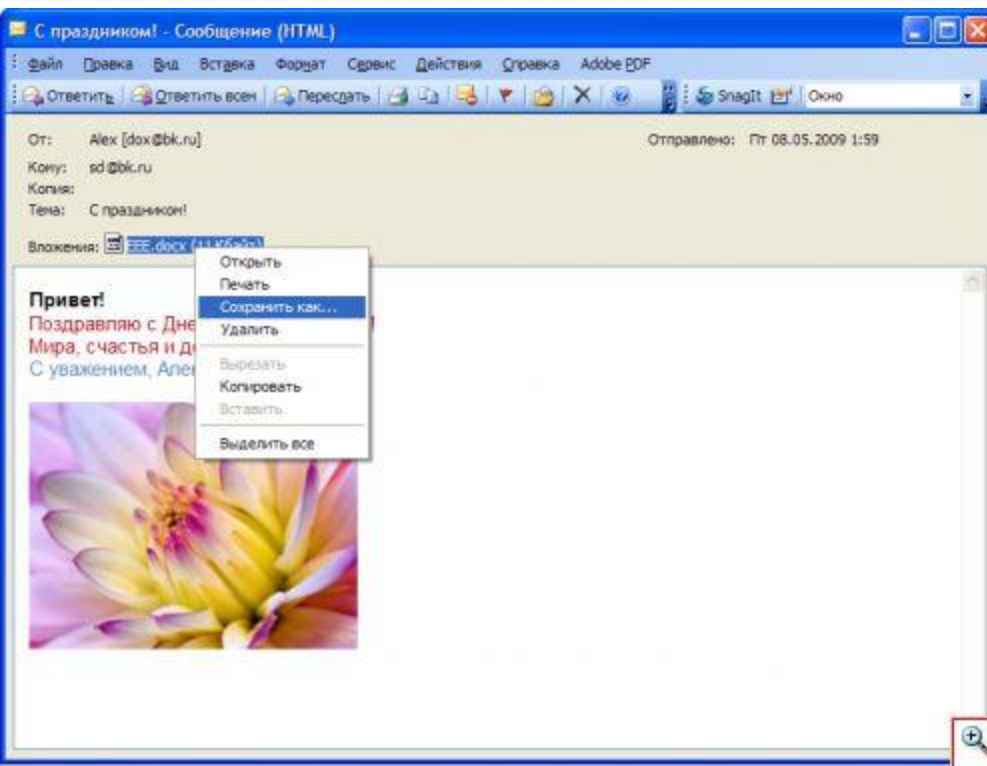 С праздником! - Сообщение (HTML)
Файл Правка Вид Вставка Формат Сервис Действия Справка Adobe PDF
Ответить Ответить всем Переслать SnagIt Окно
От: Alex [dox@bk.ru] Отправлено: Пт 08.05.2009 1:59
Кому: sd@bk.ru
Копия:
Тема: С праздником!
Вложения: EEE.docx (11 Кбайт)
Открыть
Печать
Сохранить как...
Удалить
Вырезать
Копировать
Вставить
Выделить все
Привет!
Поздравляю с Дне
Мира, счастья и д
С уважением, Але